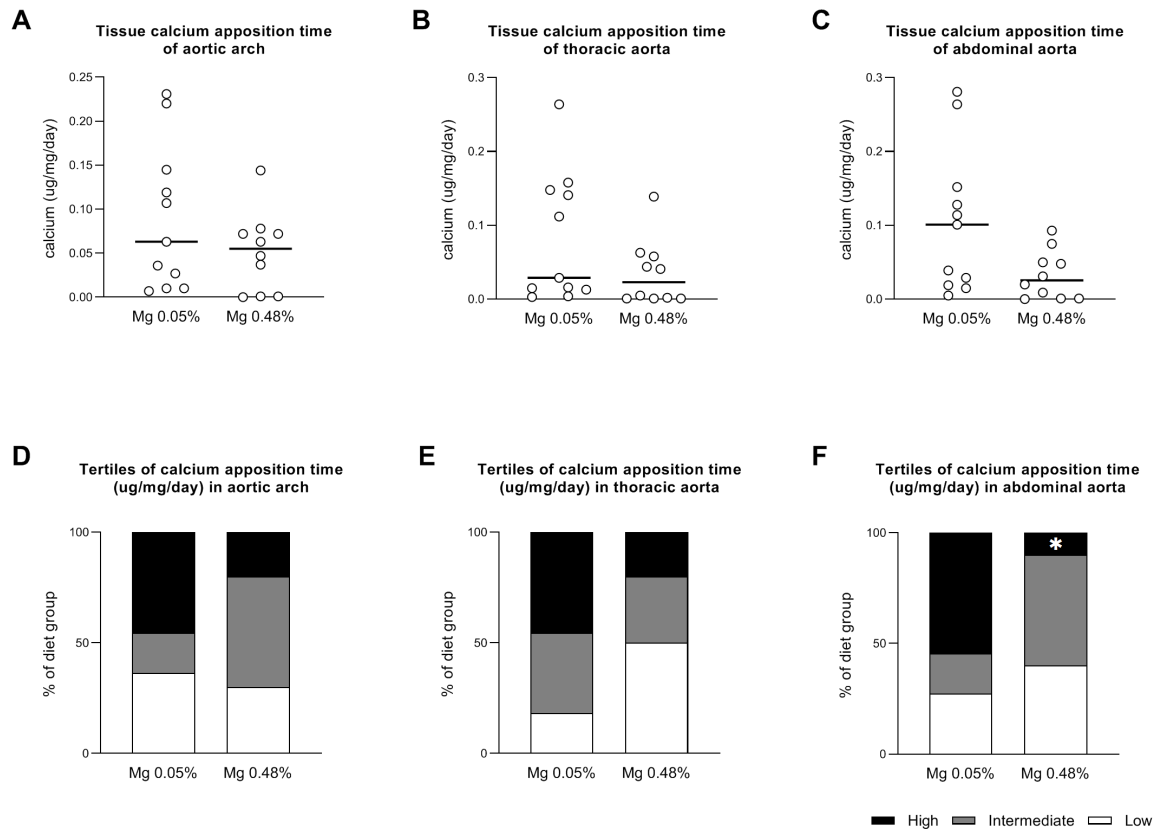 A
Tissue calcium apposition time
of aortic arch
calcium (ug/mg/day)
0.25
0.20
0.15
0.10
0.05
0.00
Mg 0.05% Mg 0.48%
B
Tissue calcium apposition time
of thoracic aorta
calcium (ug/mg/day)
0.3
0.2
0.1
0.0
Mg 0.05% Mg 0.48%
C
Tissue calcium apposition time
of abdominal aorta
calcium (ug/mg/day)
0.3
0.2
0.1
0.0
Mg 0.05% Mg 0.48%
D
Tertiles of calcium apposition time
(ug/mg/day) in aortic arch
% of diet group
100
50
0
Mg 0.05% Mg 0.48%
E
Tertiles of calcium apposition time
(ug/mg/day) in thoracic aorta
% of diet group
100
50
0
Mg 0.05% Mg 0.48%
F
Tertiles of calcium apposition time
(ug/mg/day) in abdominal aorta
% of diet group
100
50
0
*
Mg 0.05% Mg 0.48%
High Intermediate Low